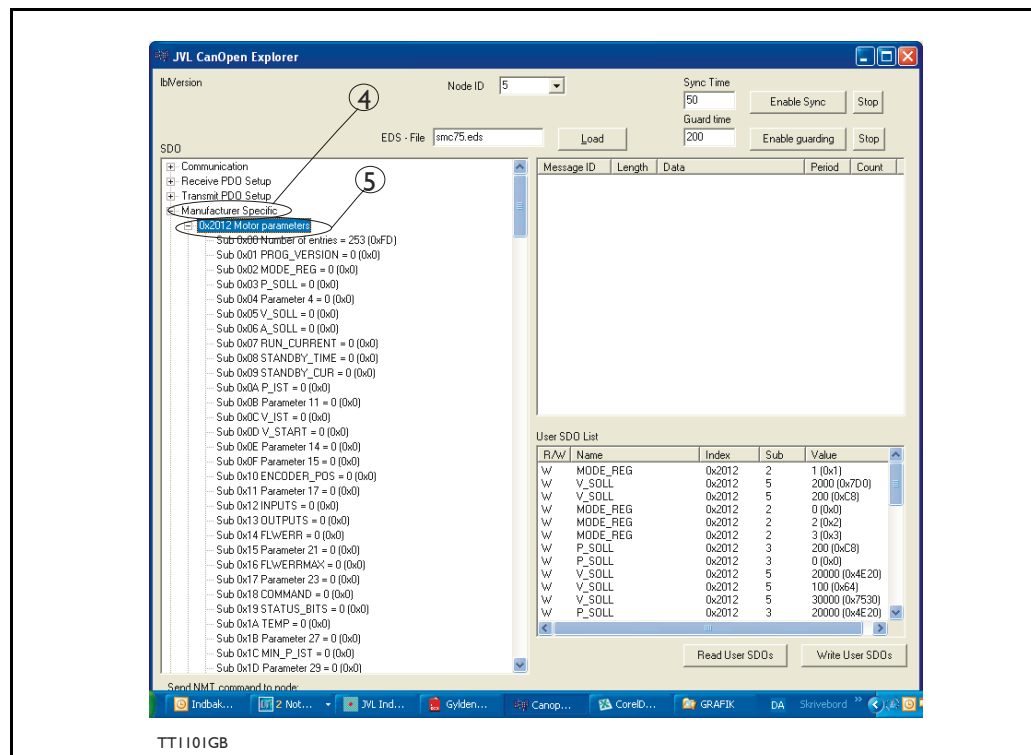 JVL CanOpen Explorer
lblVersion
Node ID 5
Sync Time
50
Enable Sync Stop
④
Guard time
EDS - File smc75.eds Load
200
Enable guarding Stop
SDO
Communication
Receive PDO Setup
Transmit PDO Setup
Manufacturer Specific
⑤
0x2012 Motor parameters
Sub 0x00 Number of entries = 253 (0xFD)
Sub 0x01 PROG_VERSION = 0 (0x0)
Sub 0x02 MODE_REG = 0 (0x0)
Sub 0x03 P_SOLL = 0 (0x0)
Sub 0x04 Parameter 4 = 0 (0x0)
Sub 0x05 V_SOLL = 0 (0x0)
Sub 0x06 A_SOLL = 0 (0x0)
Sub 0x07 RUN_CURRENT = 0 (0x0)
Sub 0x08 STANDBY_TIME = 0 (0x0)
Sub 0x09 STANDBY_CUR = 0 (0x0)
Sub 0x0A P_IST = 0 (0x0)
Sub 0x0B Parameter 11 = 0 (0x0)
Sub 0x0C V_IST = 0 (0x0)
Sub 0x0D V_START = 0 (0x0)
Sub 0x0E Parameter 14 = 0 (0x0)
Sub 0x0F Parameter 15 = 0 (0x0)
Sub 0x10 ENCODER_POS = 0 (0x0)
Sub 0x11 Parameter 17 = 0 (0x0)
Sub 0x12 INPUTS = 0 (0x0)
Sub 0x13 OUTPUTS = 0 (0x0)
Sub 0x14 FLWERR = 0 (0x0)
Sub 0x15 Parameter 21 = 0 (0x0)
Sub 0x16 FLWERRMAX = 0 (0x0)
Sub 0x17 Parameter 23 = 0 (0x0)
Sub 0x18 COMMAND = 0 (0x0)
Sub 0x19 STATUS_BITS = 0 (0x0)
Sub 0x1A TEMP = 0 (0x0)
Sub 0x1B Parameter 27 = 0 (0x0)
Sub 0x1C MIN_P_IST = 0 (0x0)
Sub 0x1D Parameter 29 = 0 (0x0)
Message ID Length Data Period Count
User SDO List
R/W Name Index Sub Value
W MODE_REG 0x2012 2 1 (0x1)
W V_SOLL 0x2012 5 2000 (0x7D0)
W V_SOLL 0x2012 5 200 (0xC8)
W MODE_REG 0x2012 2 0 (0x0)
W MODE_REG 0x2012 2 2 (0x2)
W MODE_REG 0x2012 2 3 (0x3)
W P_SOLL 0x2012 3 200 (0xC8)
W P_SOLL 0x2012 3 0 (0x0)
W V_SOLL 0x2012 5 20000 (0x4E20)
W V_SOLL 0x2012 5 100 (0x64)
W V_SOLL 0x2012 5 30000 (0x7530)
W P_SOLL 0x2012 3 20000 (0x4E20)
Read User SDOs Write User SDOs
Send NMT command to node:
Indbak... 2 Not... JVL Ind... Gylden... Canop... CorelD... GRAFIK DA Skrivebord »
TT1101GB